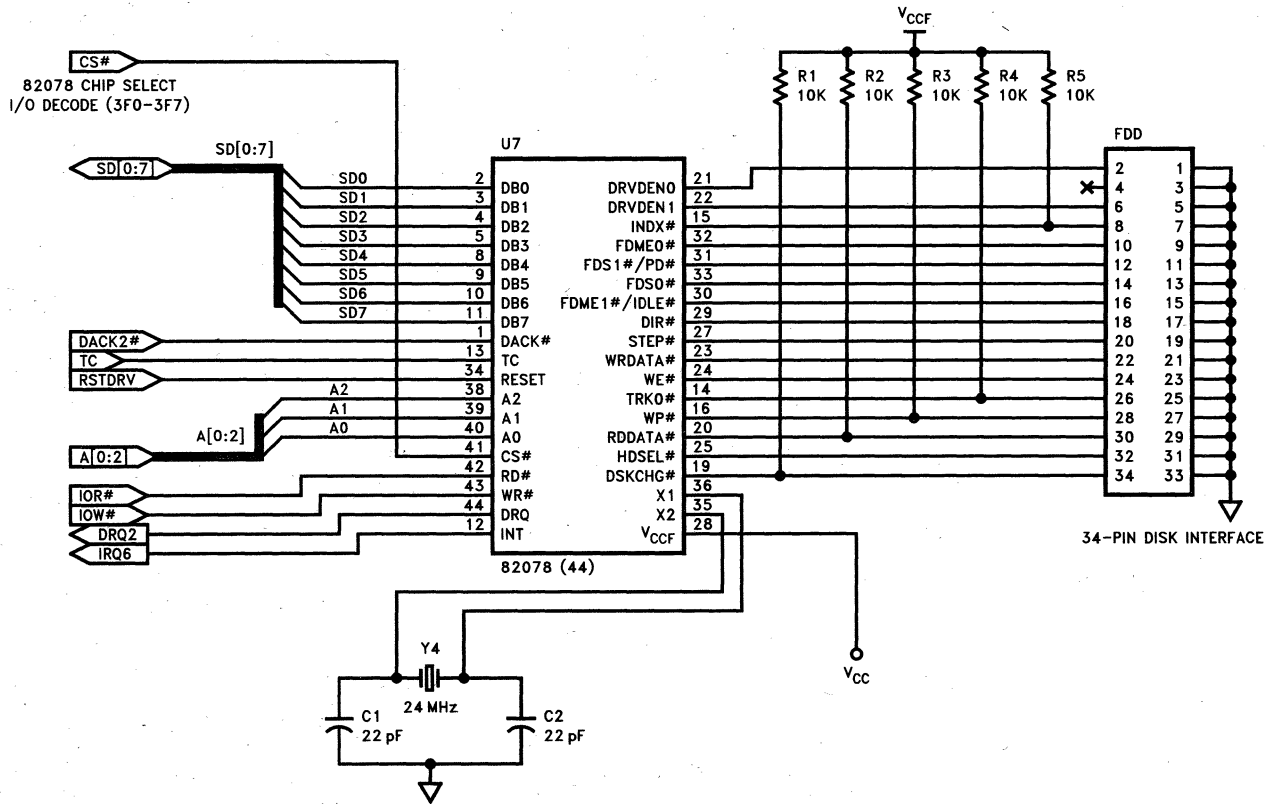 V_CCF
CS#
82078 CHIP SELECT
I/O DECODE (3F0-3F7)
R1
10K
R2
10K
R3
10K
R4
10K
R5
10K
SD[0:7]
SD[0:7]
U7
FDD
SD0 2 DB0 DRVDEN0 21
SD1 3 DB1 DRVDEN1 22
SD2 4 DB2 INDX# 15
SD3 5 DB3 FDME0# 32
SD4 8 DB4 FDS1#/PD# 31
SD5 9 DB5 FDS0# 33
SD6 10 DB6 FDME1#/IDLE# 30
SD7 11 DB7 DIR# 29
DACK2# 1 DACK# STEP# 27
TC 13 TC WRDATA# 23
RSTDRV 34 RESET WE# 24
A2 38 A2 TRK0# 14
A1 39 A1 WP# 16
A[0:2]
A0 40 A0 RDDATA# 20
A[0:2]
41 CS# HDSEL# 25
42 RD# DSKCHG# 19
IOR#
43 WR# X1 36
IOW#
44 DRQ X2 35
DRQ2
12 INT V_CCF 28
IRQ6
82078 (44)
2 1
4 3
6 5
8 7
10 9
12 11
14 13
16 15
18 17
20 19
22 21
24 23
26 25
28 27
30 29
32 31
34 33
34-PIN DISK INTERFACE
Y4
24 MHz
C1
22 pF
C2
22 pF
V_CC